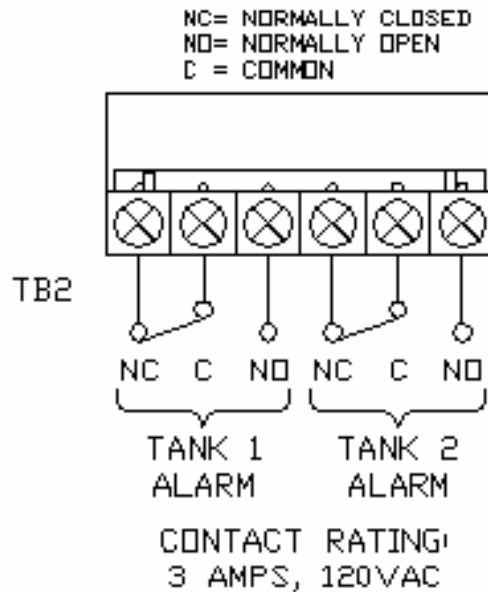 NC= NORMALLY CLOSED
NO= NORMALLY OPEN
C = COMMON
TB2
NC C NO NC C NO
TANK 1 TANK 2
ALARM ALARM
CONTACT RATING:
3 AMPS, 120VAC